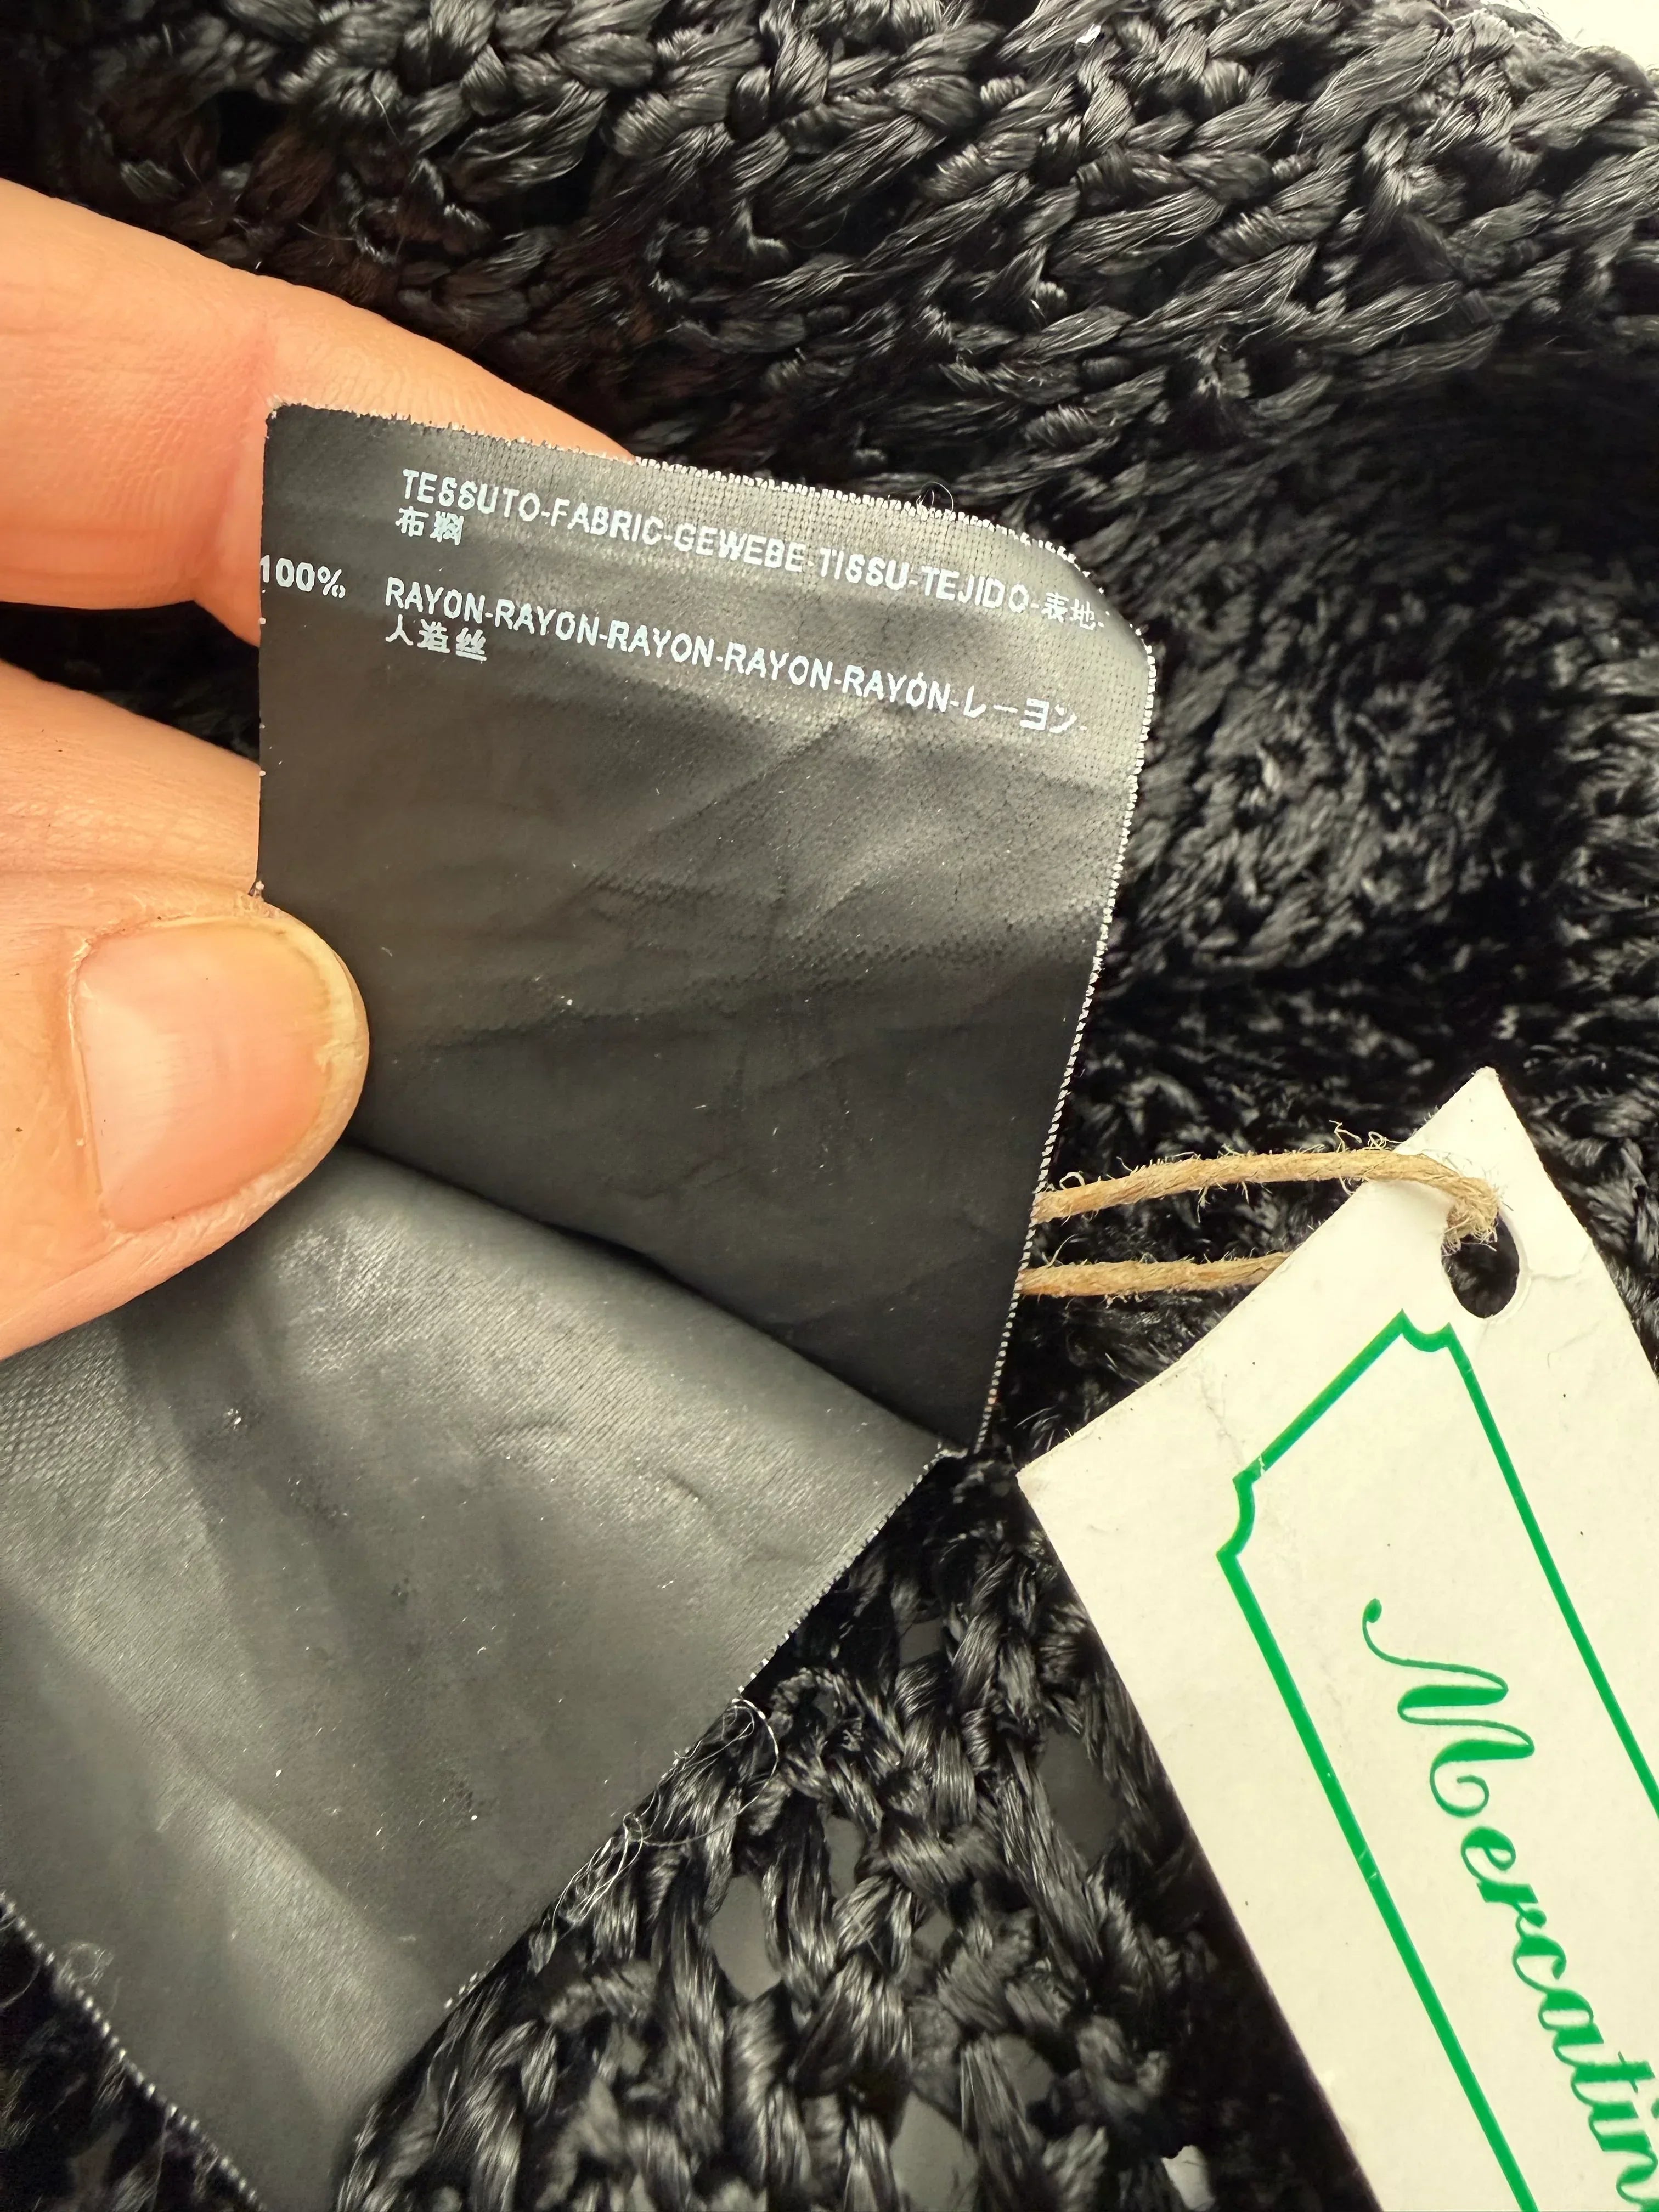 TESSUTO-FABRIC-GEWEBE-TISSU-TEJIDO-表地-
布料
100% RAYON-RAYON-RAYON-RAYON-RAYON-レーヨン-
人造丝
Mercatin